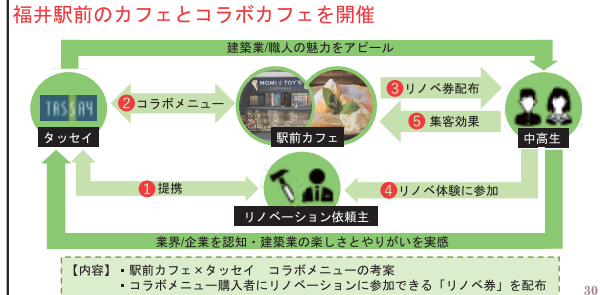 福井駅前のカフェとコラボカフェを開催
建築業/職人の魅力をアピール
TASSAY
タッセイ
❷コラボメニュー
MOMI & TOY'S
駅前カフェ
❸リノベ券配布
❺集客効果
中高生
❶提携
リノベーション依頼主
❹リノベ体験に参加
業界/企業を認知・建築業の楽しさとやりがいを実感
【内容】・駅前カフェ×タッセイ　コラボメニューの考案
・コラボメニュー購入者にリノベーションに参加できる「リノベ券」を配布
30